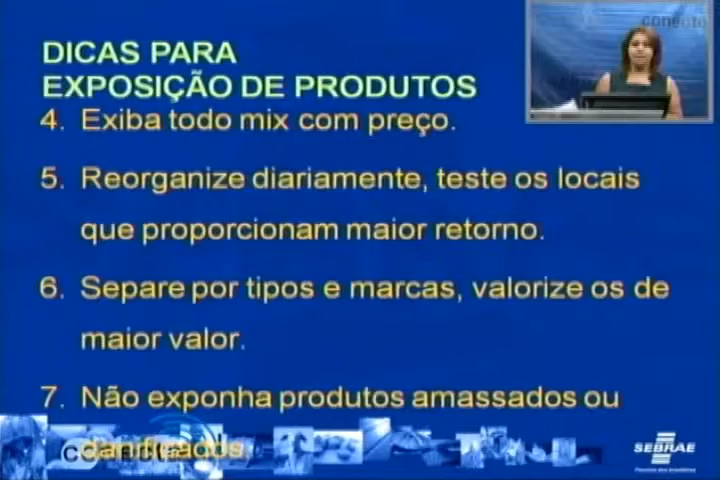 DICAS PARA
EXPOSIÇÃO DE PRODUTOS
4. Exiba todo mix com preço.
5. Reorganize diariamente, teste os locais
que proporcionam maior retorno.
6. Separe por tipos e marcas, valorize os de
maior valor.
7. Não exponha produtos amassados ou
danificados.
SEBRAE